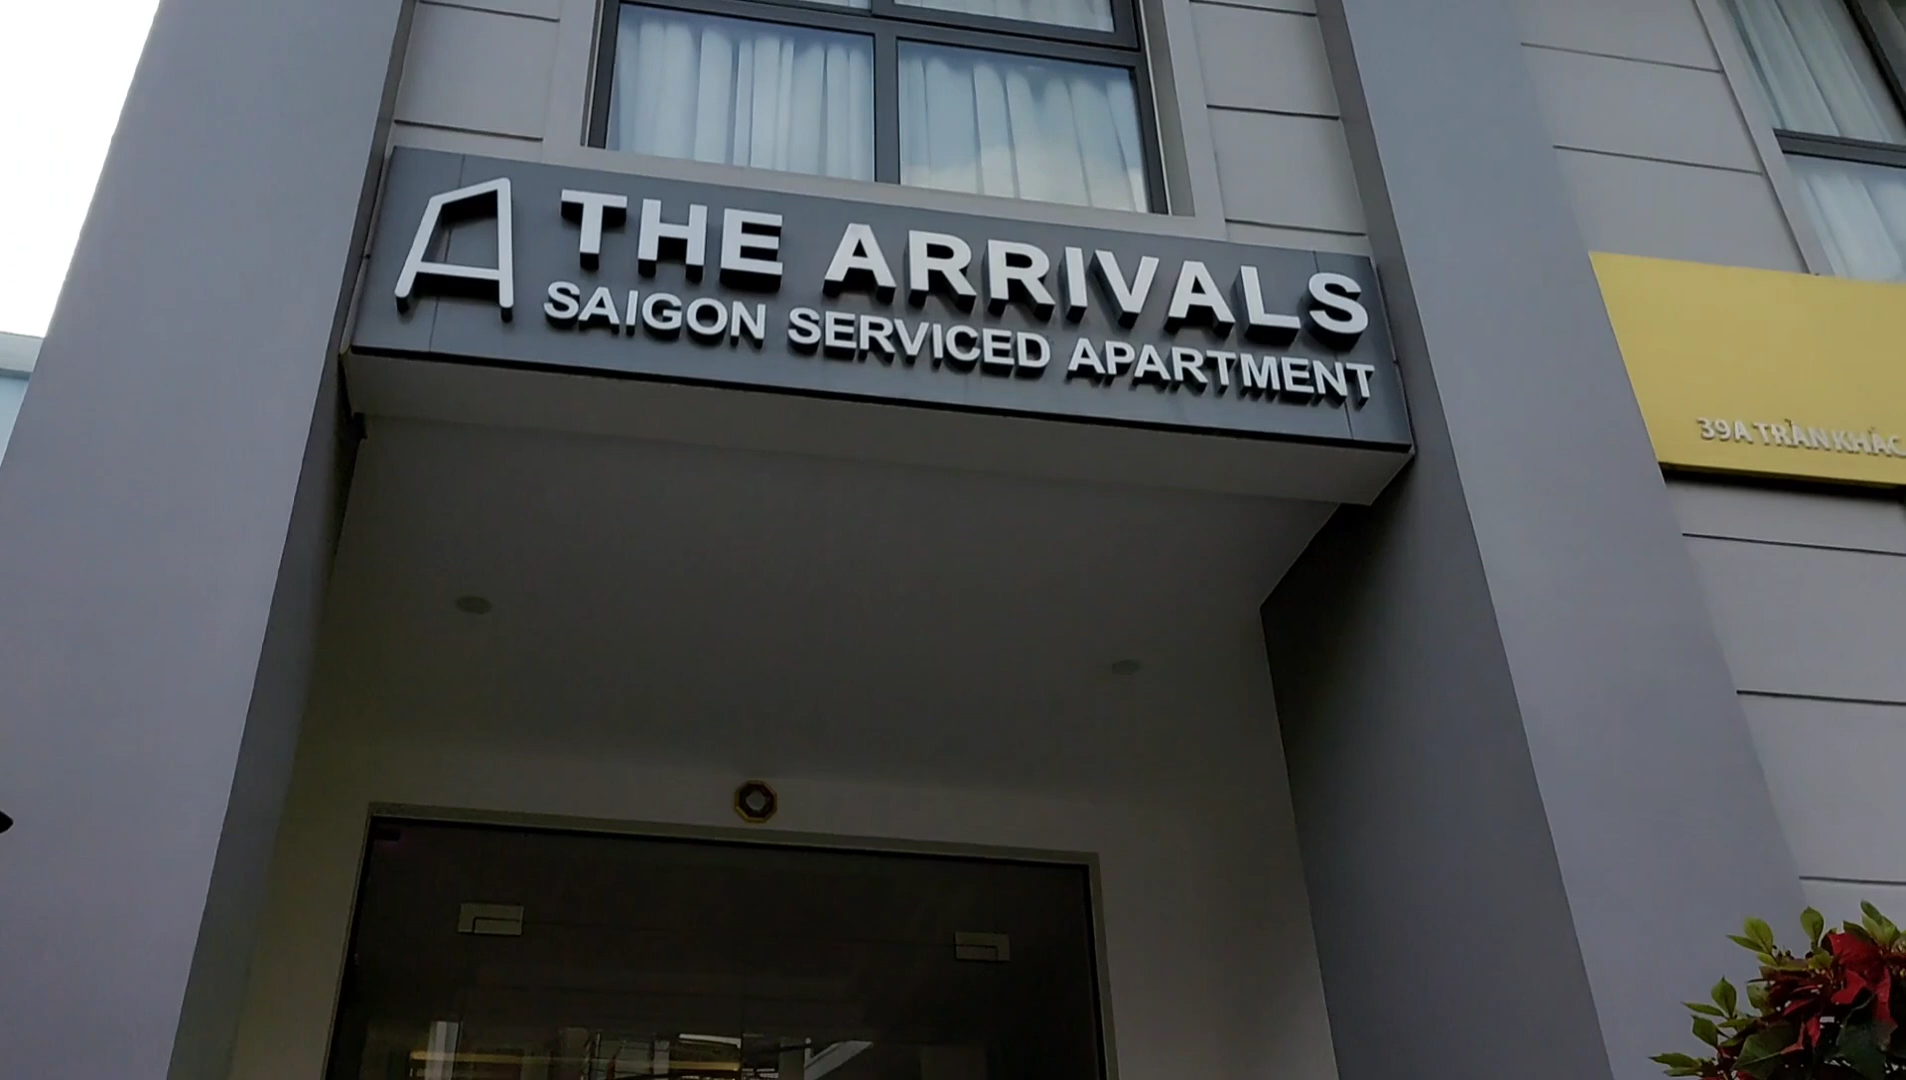 THE ARRIVALS
SAIGON SERVICED APARTMENT
39A TRẦN KHẮC